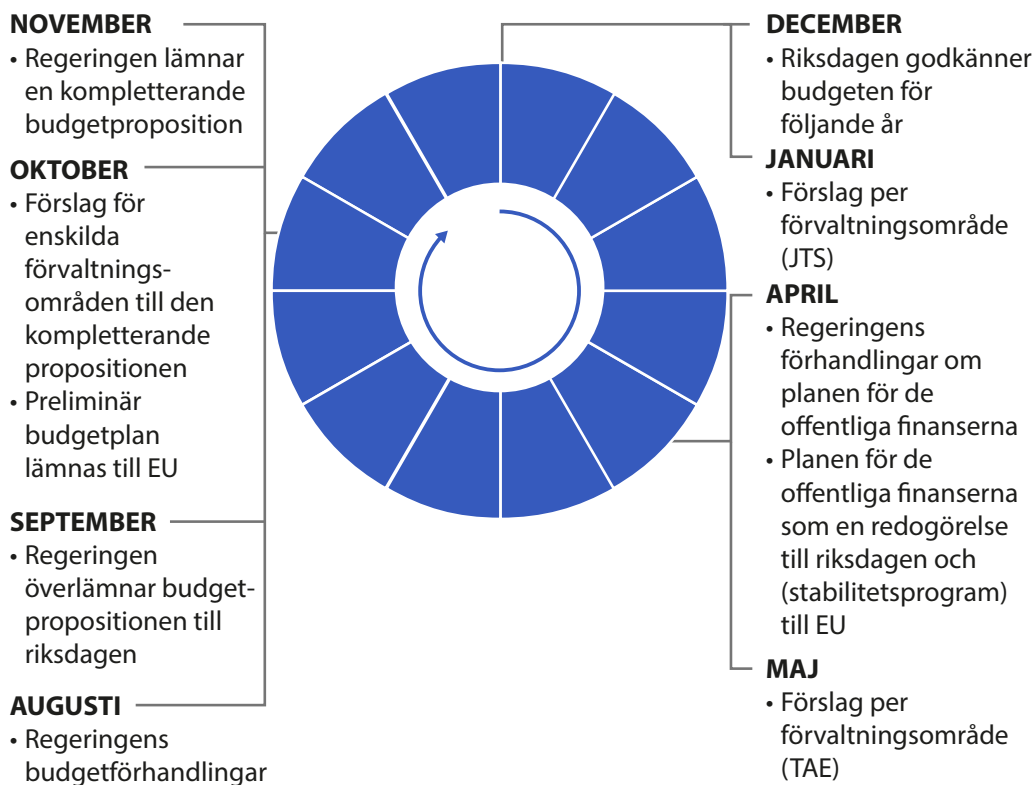 NOVEMBER
• Regeringen lämnar
en kompletterande
budgetproposition
OKTOBER
• Förslag för
enskilda
förvaltnings-
områden till den
kompletterande
propositionen
• Preliminär
budgetplan
lämnas till EU
SEPTEMBER
• Regeringen
överlämnar budget-
propositionen till
riksdagen
AUGUSTI
• Regeringens
budgetförhandlingar
DECEMBER
• Riksdagen godkänner
budgeten för
följande år
JANUARI
• Förslag per
förvaltningsområde
(JTS)
APRIL
• Regeringens
förhandlingar om
planen för de
offentliga finanserna
• Planen för de
offentliga finanserna
som en redogörelse
till riksdagen och
(stabilitetsprogram)
till EU
MAJ
• Förslag per
förvaltningsområde
(TAE)